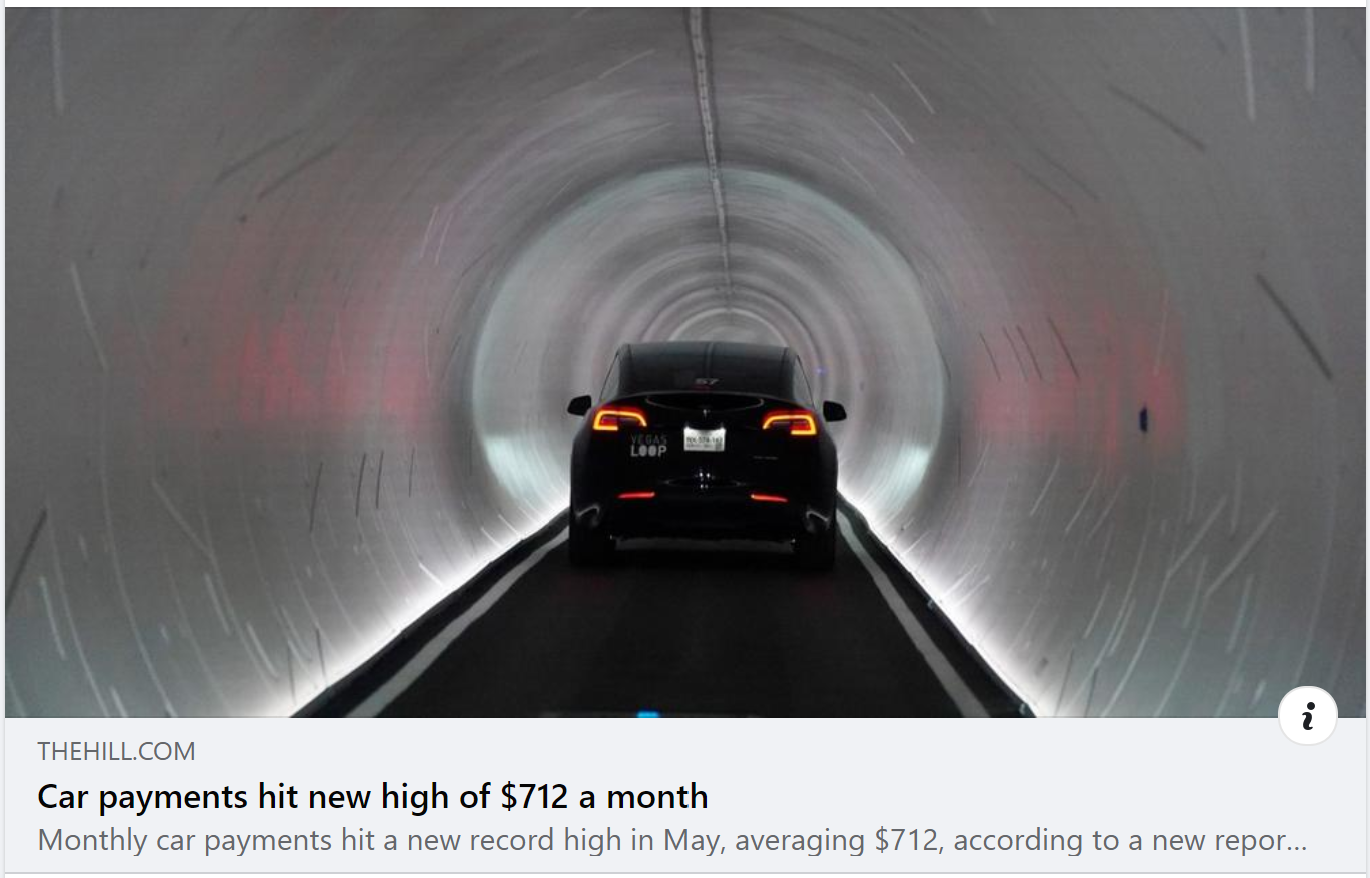 57
VEGAS
LOOP
THEHILL.COM
Car payments hit new high of $712 a month
Monthly car payments hit a new record high in May, averaging $712, according to a new repor...